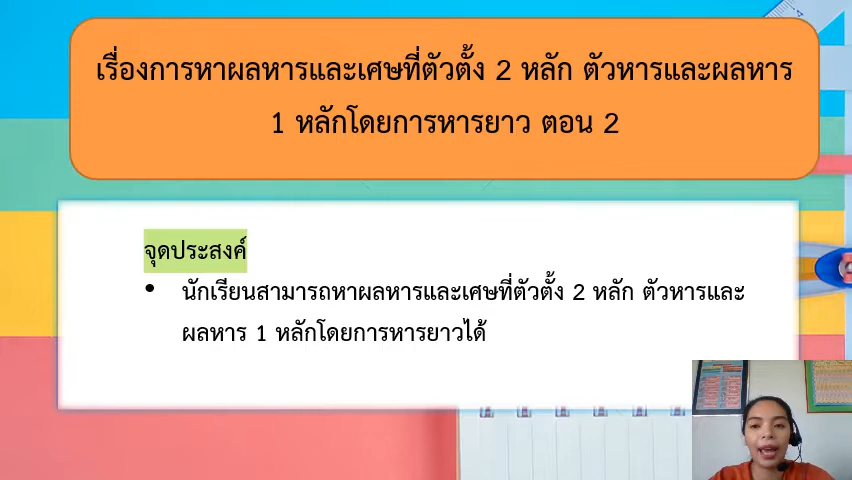 เรื่องการหาผลหารและเศษที่ตัวตั้ง 2 หลัก ตัวหารและผลหาร
1 หลักโดยการหารยาว ตอน 2
จุดประสงค์
• นักเรียนสามารถหาผลหารและเศษที่ตัวตั้ง 2 หลัก ตัวหารและ
ผลหาร 1 หลักโดยการหารยาวได้